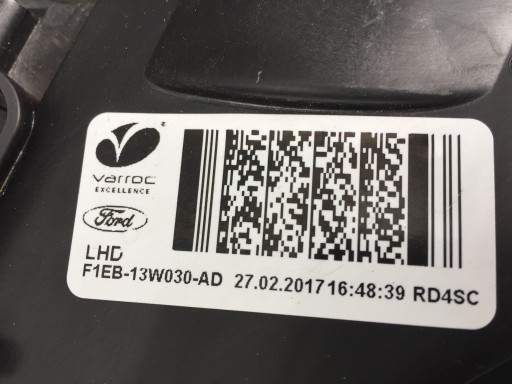 varroc
EXCELLENCE
Ford
LHD
F1EB-13W030-AD 27.02.2017 16:48:39 RD4SC